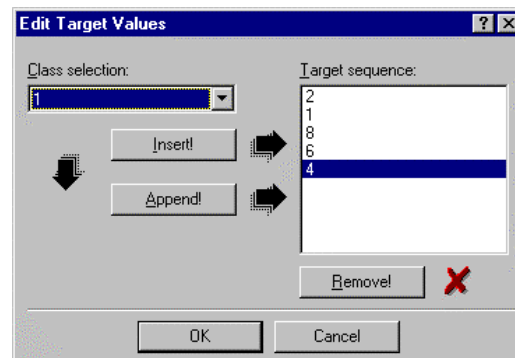 Edit Target Values
Class selection:
1
Insert!
Append!
Target sequence:
2
1
8
6
4
Remove!
OK
Cancel